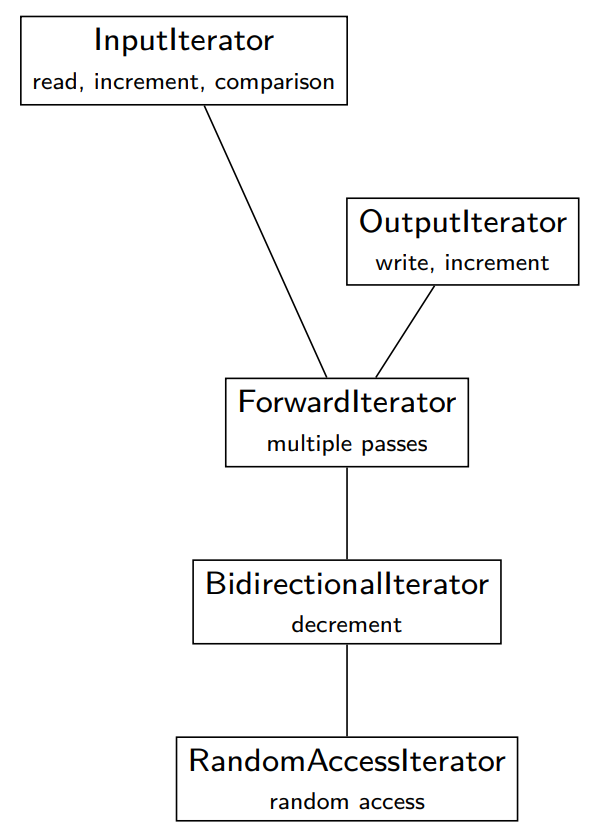 InputIterator
read, increment, comparison
OutputIterator
write, increment
ForwardIterator
multiple passes
BidirectionalIterator
decrement
RandomAccessIterator
random access